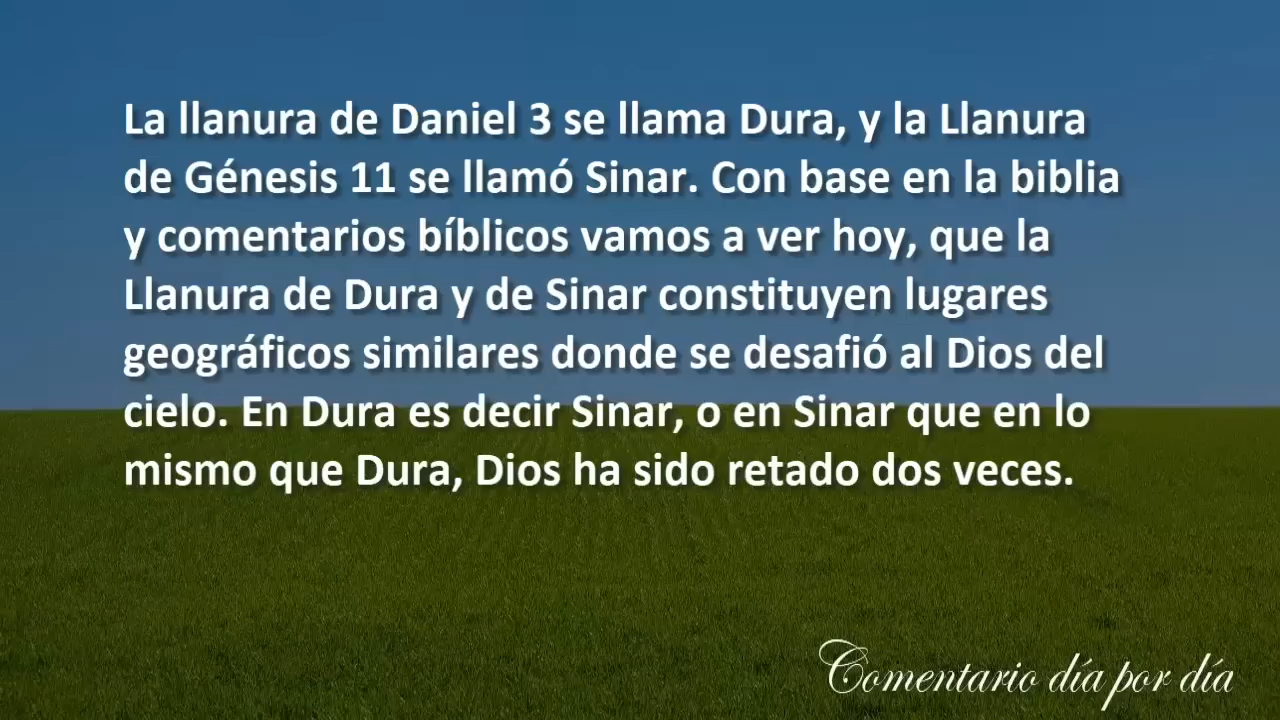 La llanura de Daniel 3 se llama Dura, y la Llanura
de Génesis 11 se llamó Sinar. Con base en la biblia
y comentarios bíblicos vamos a ver hoy, que la
Llanura de Dura y de Sinar constituyen lugares
geográficos similares donde se desafió al Dios del
cielo. En Dura es decir Sinar, o en Sinar que en lo
mismo que Dura, Dios ha sido retado dos veces.
Comentario día por día